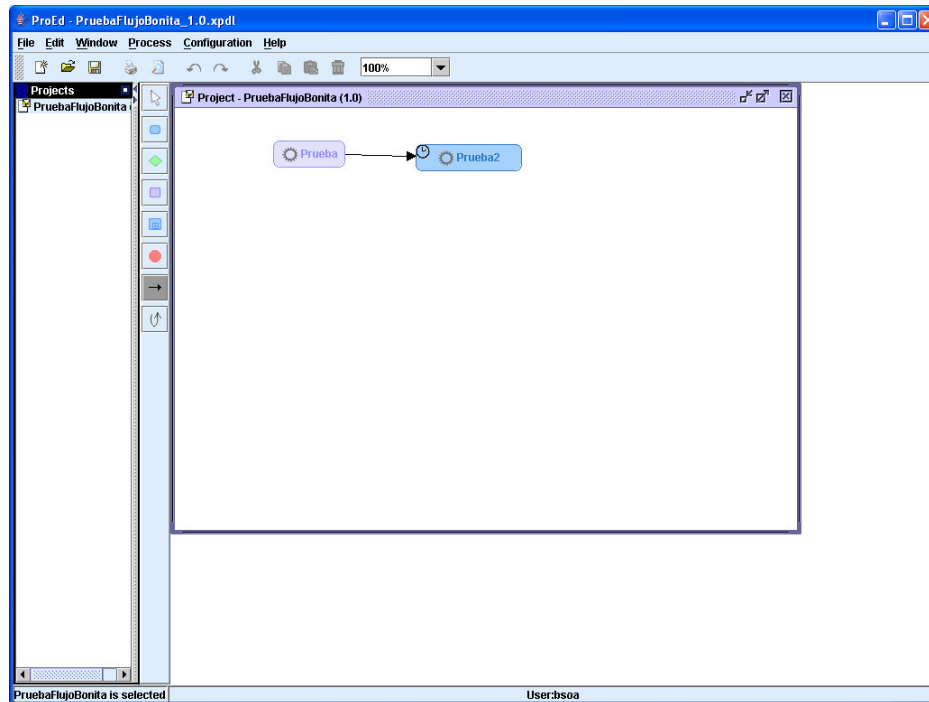 ProEd - PruebaFlujoBonita_1.0.xpdl
File Edit Window Process Configuration Help
100%
Projects
PruebaFlujoBonita
Project - PruebaFlujoBonita (1.0)
Prueba
Prueba2
PruebaFlujoBonita is selected
User:bsoa